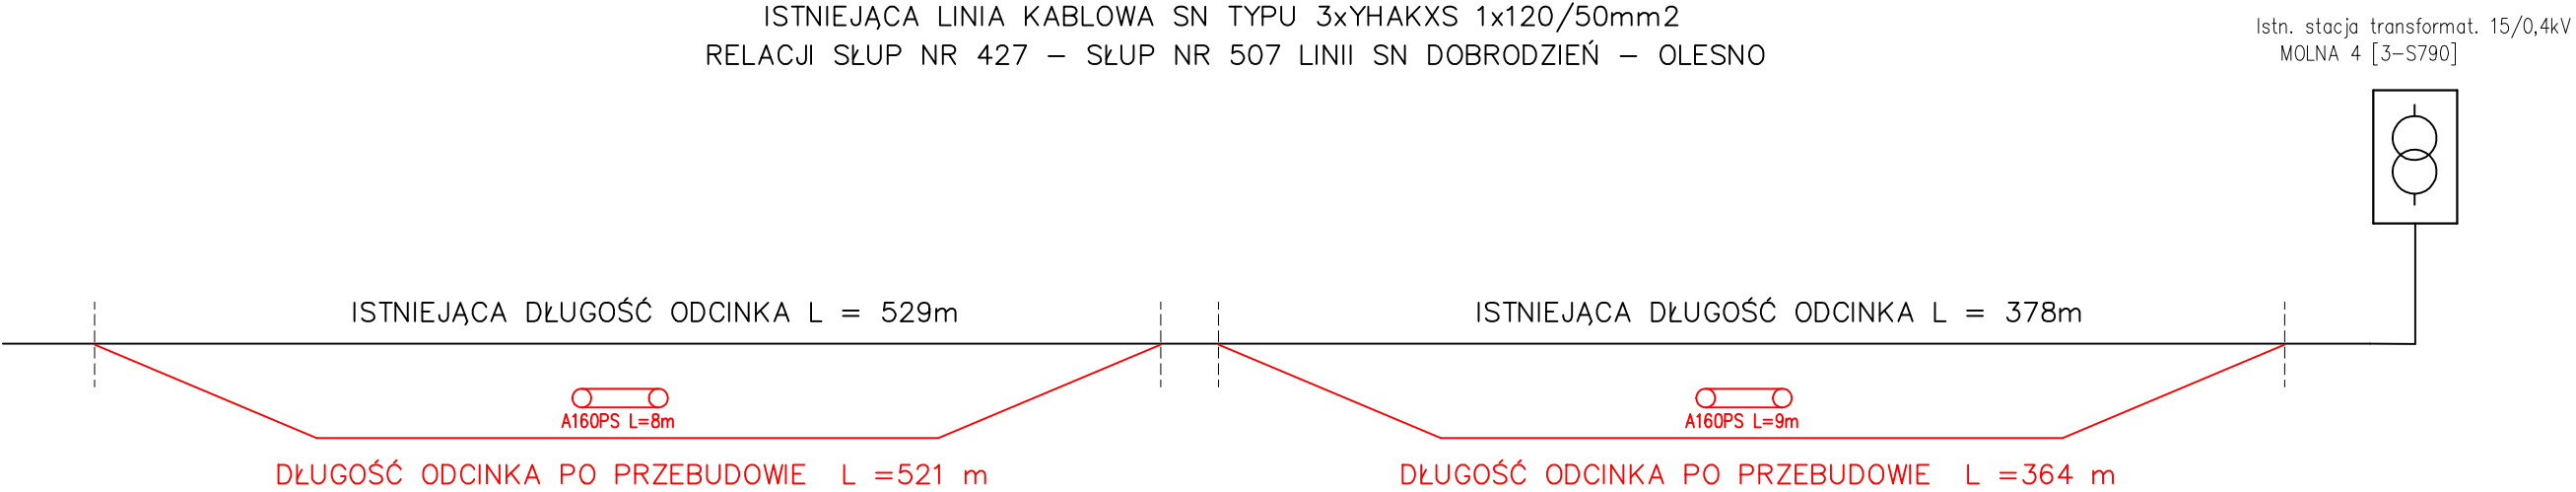 ISTNIEJĄCA LINIA KABLOWA SN TYPU 3xYHAKXS 1x120/50mm2
RELACJI SŁUP NR 427 – SŁUP NR 507 LINII SN DOBRODZIEŃ – OLESNO
Istn. stacja transformat. 15/0,4kV
MOLNA 4 [3-S790]
ISTNIEJĄCA DŁUGOŚĆ ODCINKA L = 529m
ISTNIEJĄCA DŁUGOŚĆ ODCINKA L = 378m
A160PS L=8m
A160PS L=9m
DŁUGOŚĆ ODCINKA PO PRZEBUDOWIE L =521 m
DŁUGOŚĆ ODCINKA PO PRZEBUDOWIE L =364 m